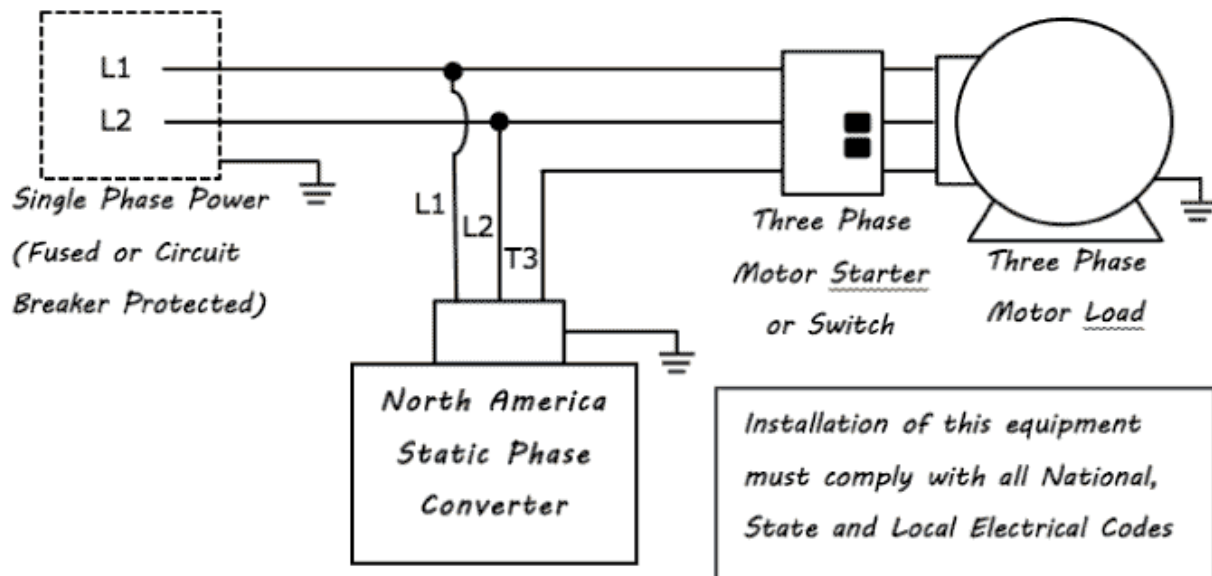 L1
L2
Single Phase Power
(Fused or Circuit
Breaker Protected)
L1
L2
T3
Three Phase
Motor Starter
or Switch
Three Phase
Motor Load
North America
Static Phase
Converter
Installation of this equipment
must comply with all National,
State and Local Electrical Codes